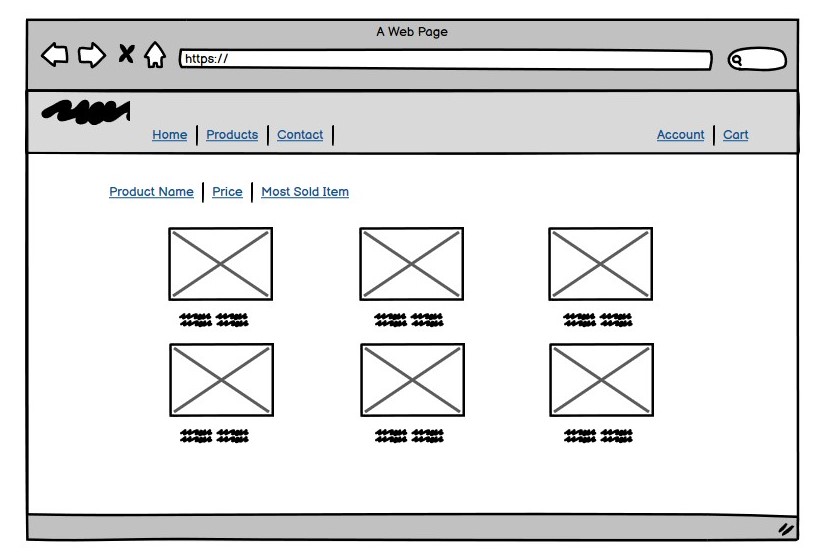 A Web Page
https://
Home Products Contact Account Cart
Product Name Price Most Sold Item